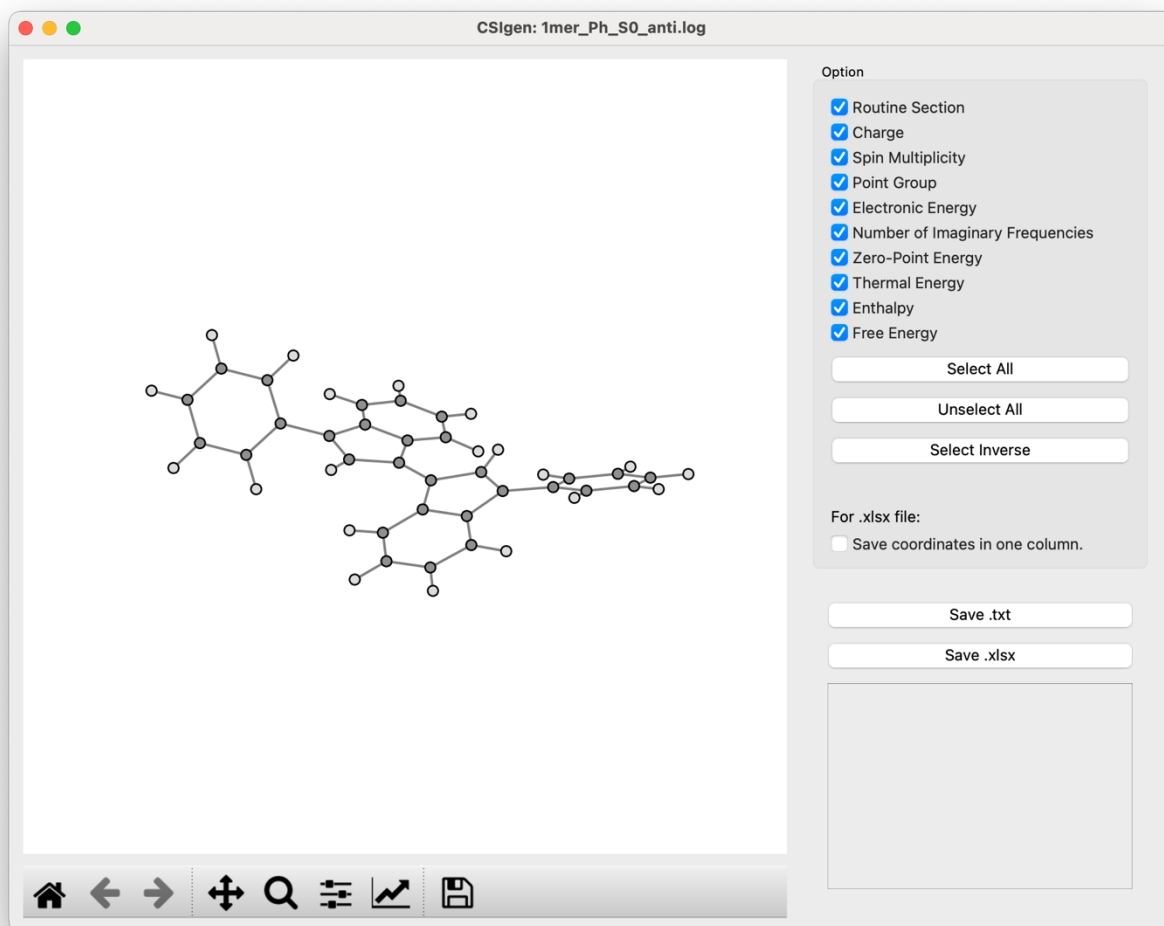 CSIgen: 1mer_Ph_S0_anti.log
Option
Routine Section
Charge
Spin Multiplicity
Point Group
Electronic Energy
Number of Imaginary Frequencies
Zero-Point Energy
Thermal Energy
Enthalpy
Free Energy
Select All
Unselect All
Select Inverse
For .xlsx file:
Save coordinates in one column.
Save .txt
Save .xlsx